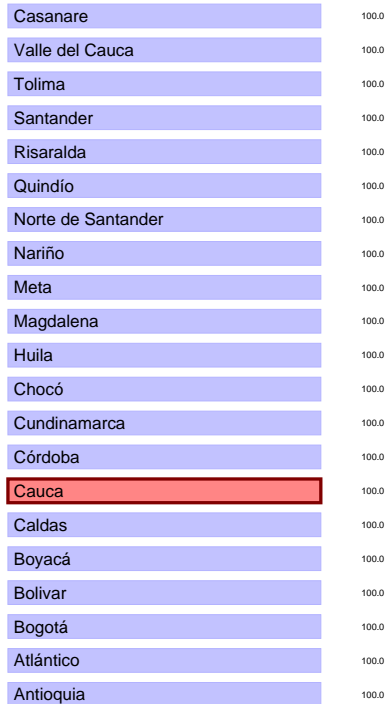 Casanare 100.0
Valle del Cauca 100.0
Tolima 100.0
Santander 100.0
Risaralda 100.0
Quindío 100.0
Norte de Santander 100.0
Nariño 100.0
Meta 100.0
Magdalena 100.0
Huila 100.0
Chocó 100.0
Cundinamarca 100.0
Córdoba 100.0
Cauca 100.0
Caldas 100.0
Boyacá 100.0
Bolivar 100.0
Bogotá 100.0
Atlántico 100.0
Antioquia 100.0